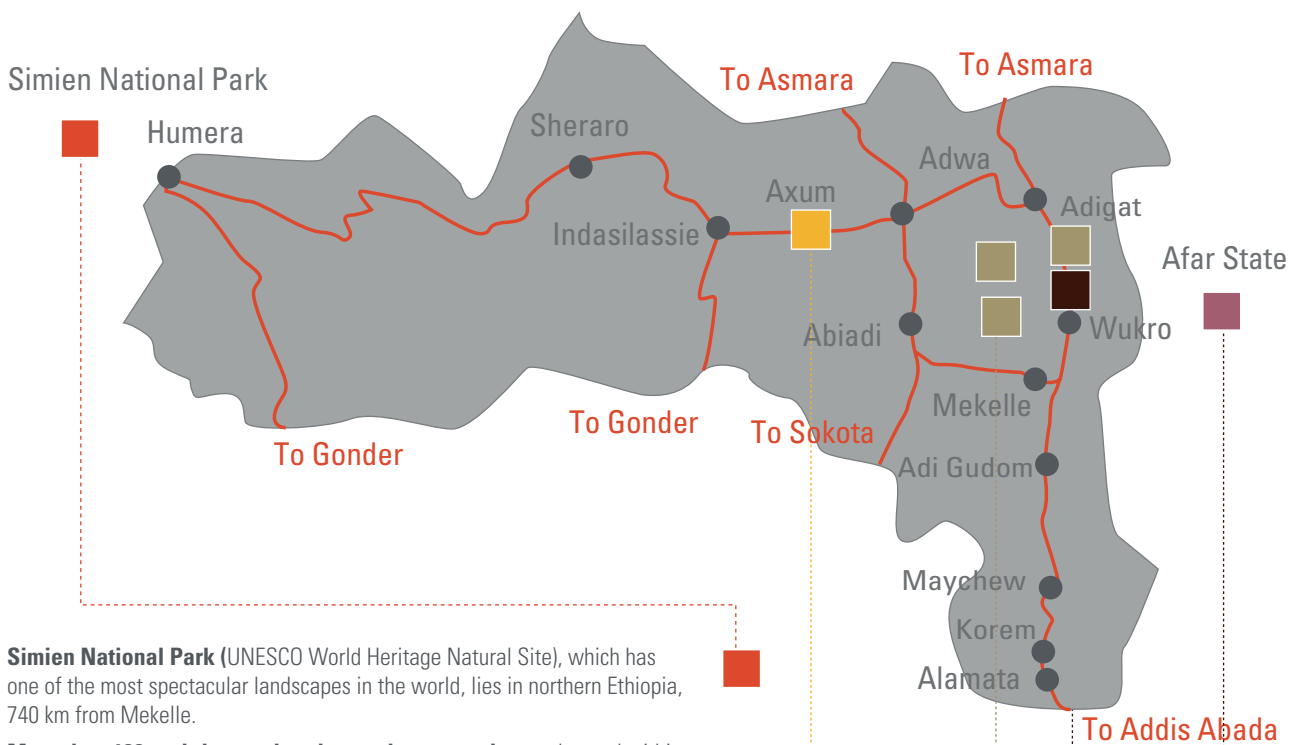 To Asmara
To Asmara
Simien National Park
Humera
Sheraro
Adwa
Axum
Adigat
Indasilassie
Afar State
Abiadi
Wukro
Mekelle
To Gonder
To Sokota
To Gonder
Adi Gudom
Maychew
Korem
Alamata
To Addis Abada
Simien National Park (UNESCO World Heritage Natural Site), which has
one of the most spectacular landscapes in the world, lies in northern Ethiopia,
740 km from Mekelle.